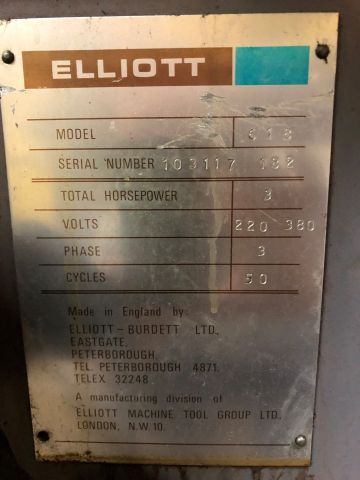 ELLIOTT
MODEL 618
SERIAL NUMBER 103117 182
TOTAL HORSEPOWER 3
VOLTS 220 380
PHASE 3
CYCLES 50
Made in England by:
ELLIOTT-BURDETT LTD,
EASTGATE,
PETERBOROUGH.
TEL. PETERBOROUGH 4871.
TELEX 32248
A manufacturing division of
ELLIOTT MACHINE TOOL GROUP LTD,
LONDON, N.W.10.